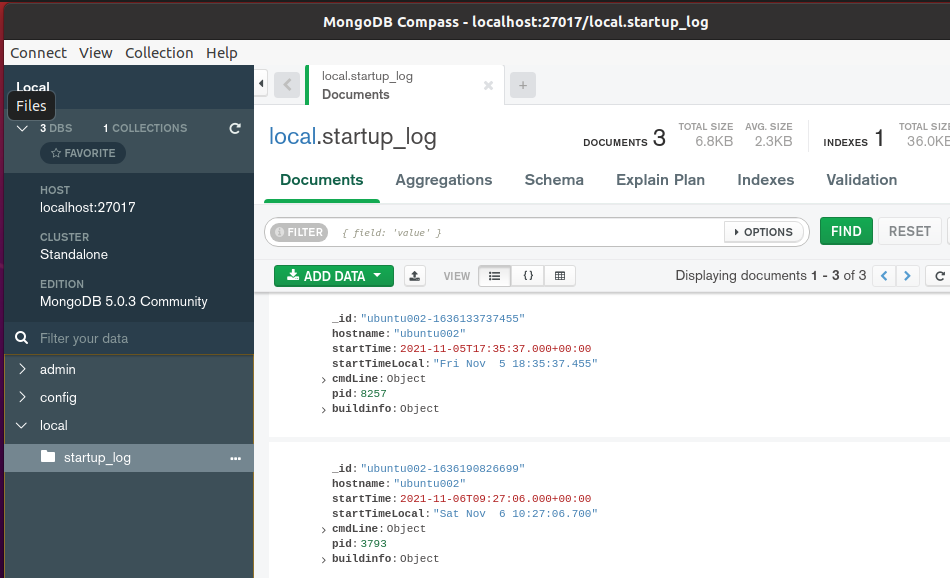 MongoDB Compass - localhost:27017/local.startup_log
Connect View Collection Help
Local
Files
3 DBS 1 COLLECTIONS
FAVORITE
HOST
localhost:27017
CLUSTER
Standalone
EDITION
MongoDB 5.0.3 Community
Filter your data
admin
config
local
startup_log
local.startup_log
Documents
local.startup_log
DOCUMENTS 3 TOTAL SIZE 6.8KB AVG. SIZE 2.3KB INDEXES 1 TOTAL SIZE 36.0KB
Documents Aggregations Schema Explain Plan Indexes Validation
FILTER { field: 'value' } OPTIONS FIND RESET
ADD DATA VIEW {} Displaying documents 1 - 3 of 3
_id: "ubuntu002-1636133737455"
hostname: "ubuntu002"
startTime: 2021-11-05T17:35:37.000+00:00
startTimeLocal: "Fri Nov  5 18:35:37.455"
cmdLine: Object
pid: 8257
buildinfo: Object
_id: "ubuntu002-1636190826699"
hostname: "ubuntu002"
startTime: 2021-11-06T09:27:06.000+00:00
startTimeLocal: "Sat Nov  6 10:27:06.700"
cmdLine: Object
pid: 3793
buildinfo: Object